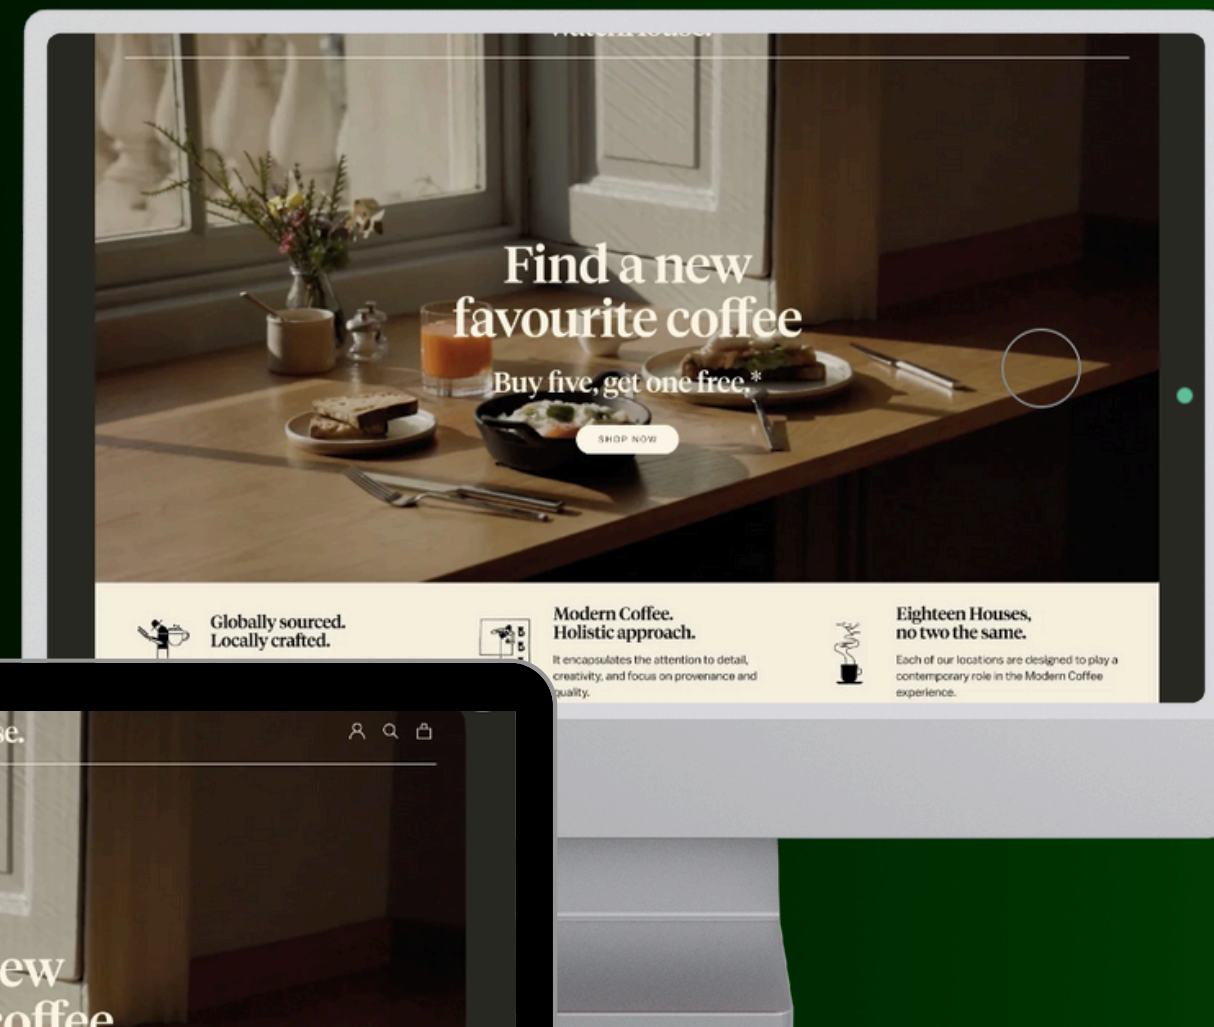 WatchHouse.
Find a new
favourite coffee
Buy five, get one free.*
SHOP NOW
Globally sourced.
Locally crafted.
Modern Coffee.
Holistic approach.
It encapsulates the attention to detail,
creativity, and focus on provenance and
quality.
Eighteen Houses,
no two the same.
Each of our locations are designed to play a
contemporary role in the Modern Coffee
experience.
se.
ew
coffee